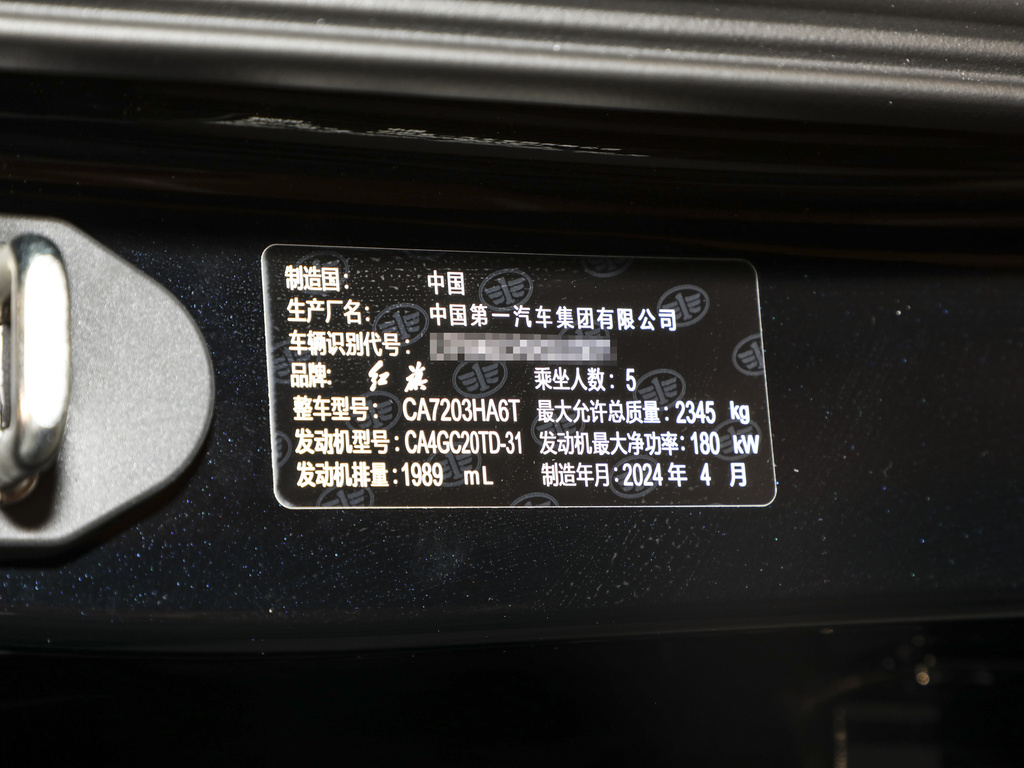 制造国： 中国
生产厂名： 中国第一汽车集团有限公司
车辆识别代号：
品牌： 红旗 乘坐人数：5
整车型号： CA7203HA6T 最大允许总质量：2345 kg
发动机型号：CA4GC20TD-31 发动机最大净功率：180 kW
发动机排量：1989 mL 制造年月：2024 年 4 月